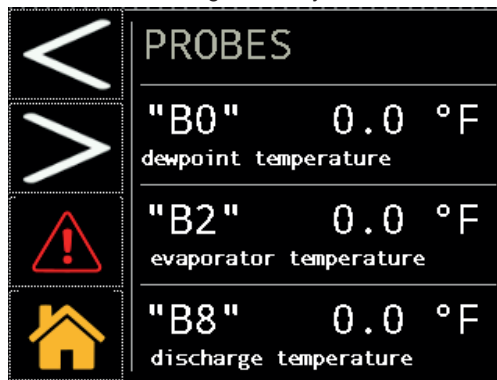 PROBES
"B0" 0.0 °F
dewpoint temperature
"B2" 0.0 °F
evaporator temperature
"B8" 0.0 °F
discharge temperature